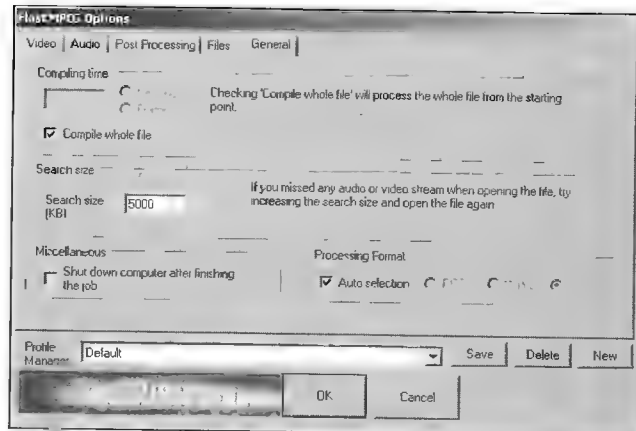 Flask MPEG Options
Video Audio Post Processing Files General
Compiling time
Checking 'Compile whole file' will process the whole file from the starting
point.
Compile whole file
Search size
Search size
(KB)
5000
If you missed any audio or video stream when opening the file, try
increasing the search size and open the file again
Miscellaneous
Shut down computer after finishing
the job
Processing Format
Auto selection
Profile
Manager
Default
Save Delete New
OK Cancel